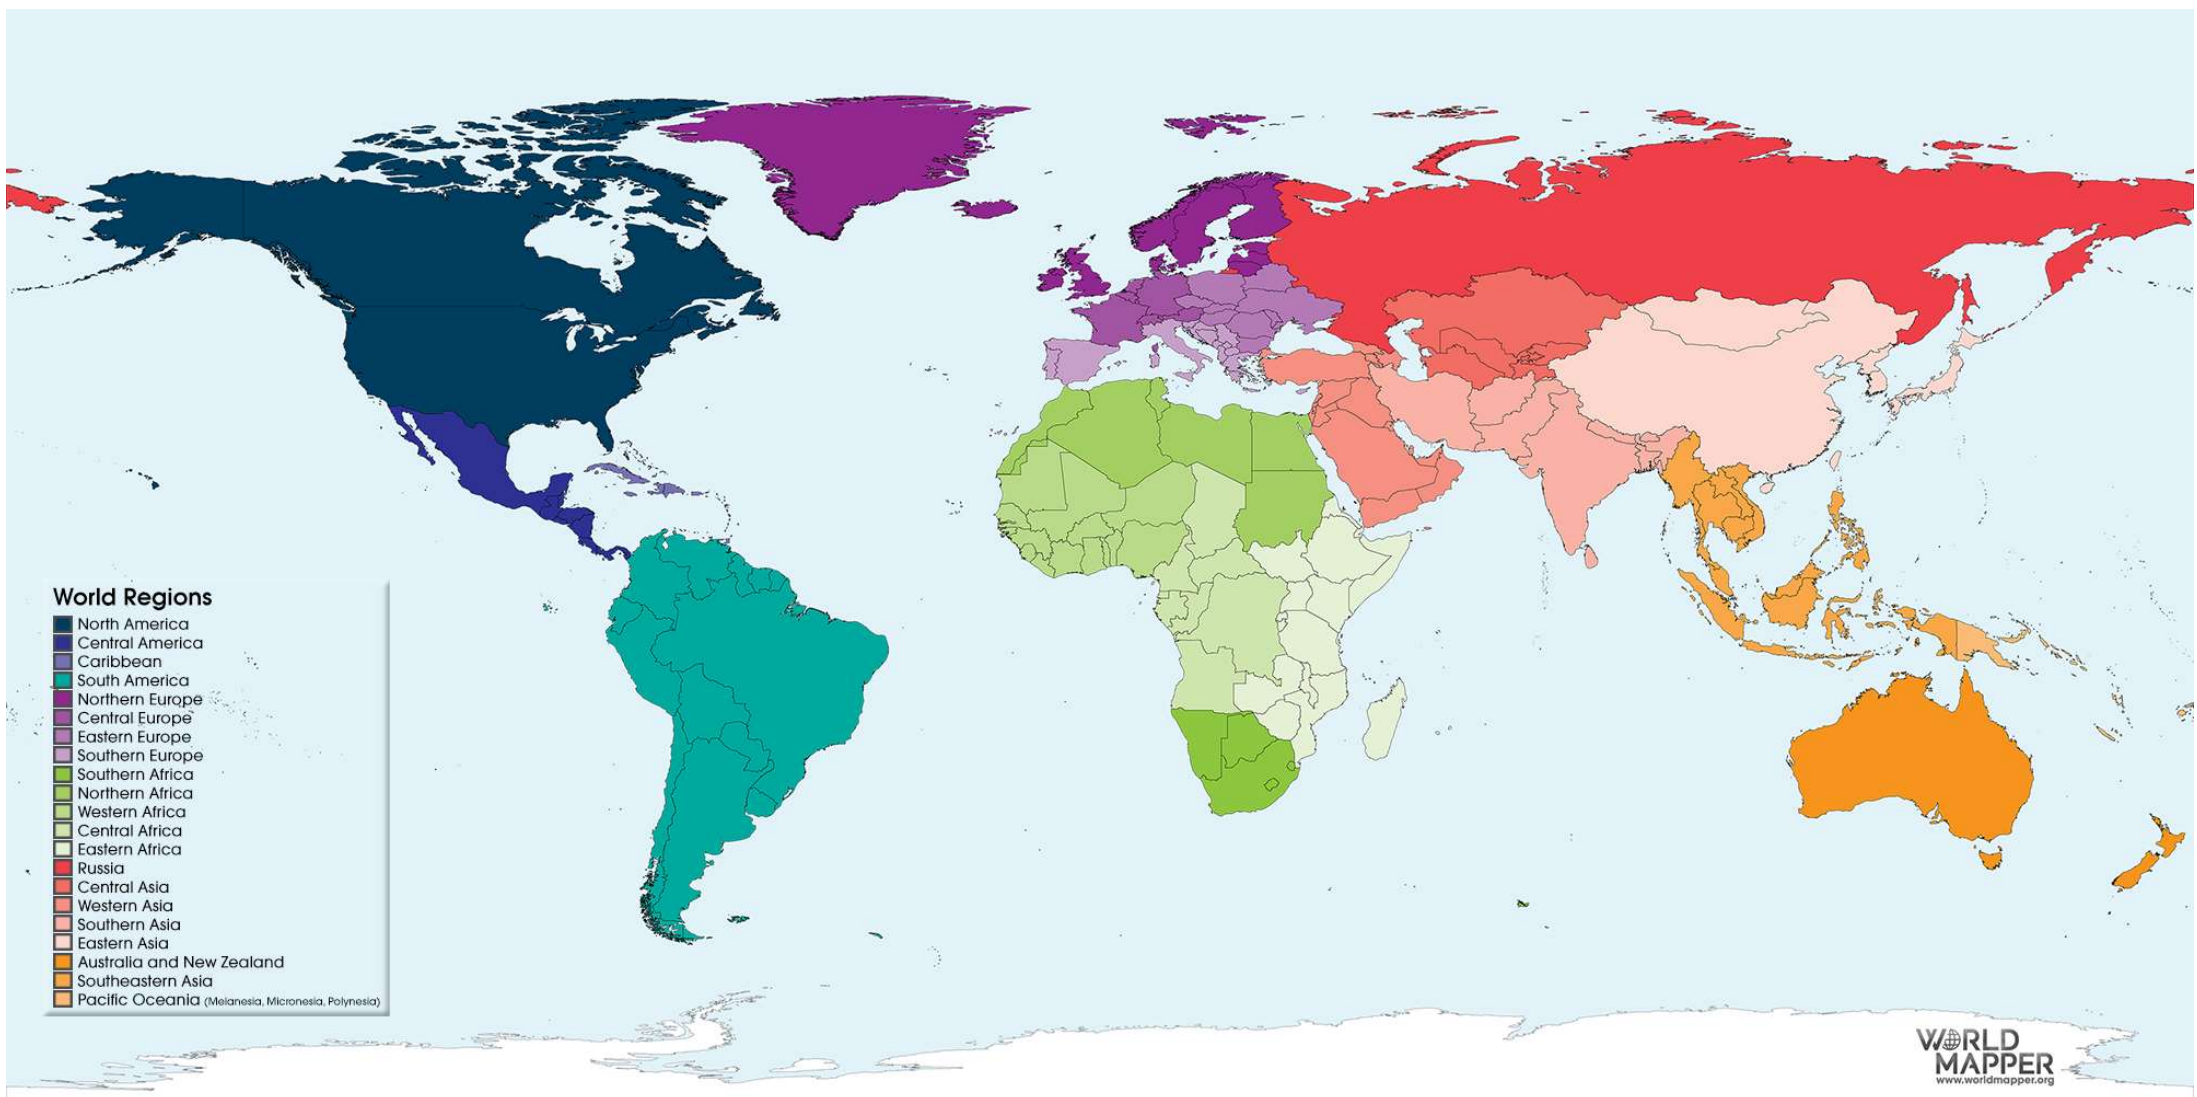 World Regions
North America
Central America
Caribbean
South America
Northern Europe
Central Europe
Eastern Europe
Southern Europe
Southern Africa
Northern Africa
Western Africa
Central Africa
Eastern Africa
Russia
Central Asia
Western Asia
Southern Asia
Eastern Asia
Australia and New Zealand
Southeastern Asia
Pacific Oceania (Melanesia, Micronesia, Polynesia)
WORLD
MAPPER
www.worldmapper.org